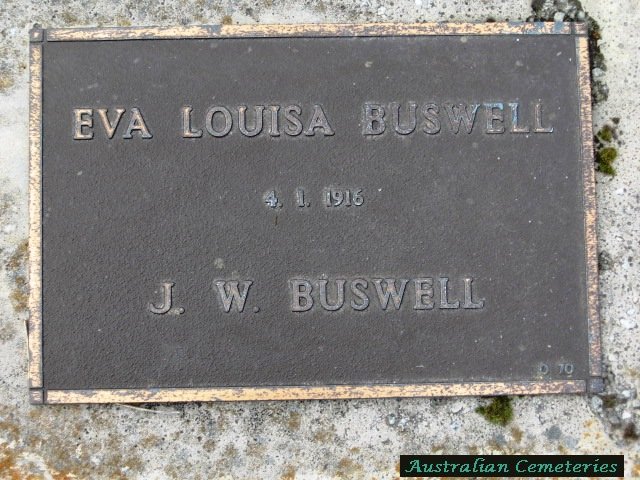 EVA LOUISA BUSWELL
4. 1. 1916
J. W. BUSWELL
D 70
Australian Cemeteries